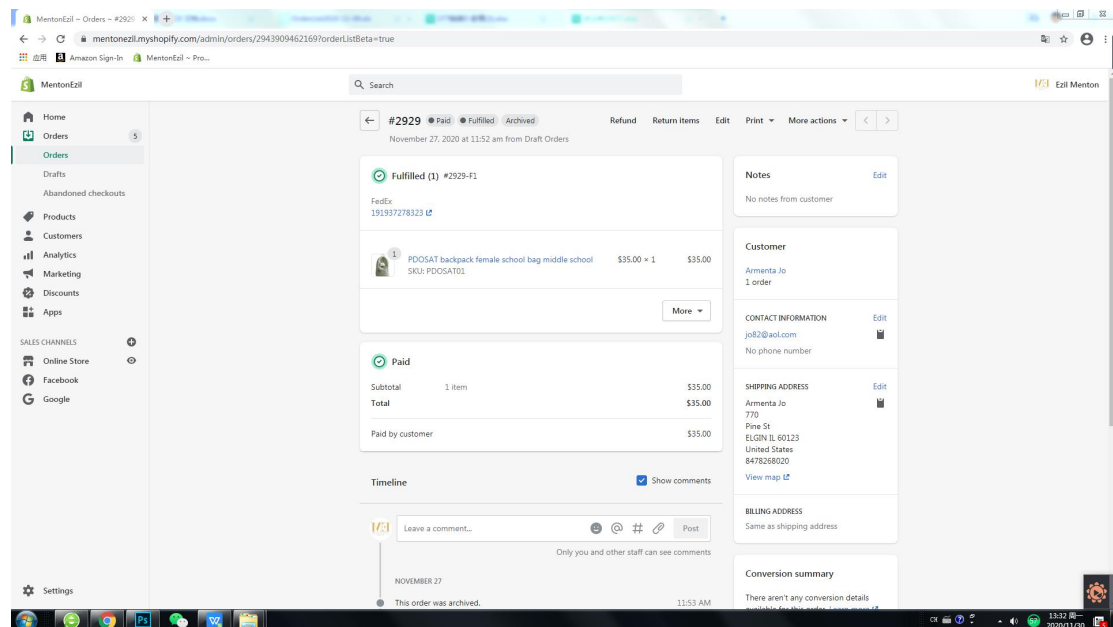 MentonEzil ~ Orders ~ #2929
mentonezil.myshopify.com/admin/orders/2943909462169?orderListBeta=true
应用
Amazon Sign-In
MentonEzil ~ Pro...
MentonEzil
Search
Ezil Menton
Home
Orders 5
Orders
Drafts
Abandoned checkouts
Products
Customers
Analytics
Marketing
Discounts
Apps
SALES CHANNELS
Online Store
Facebook
Google
Settings
#2929 Paid Fulfilled Archived
Refund Return items Edit Print More actions
November 27, 2020 at 11:52 am from Draft Orders
Fulfilled (1) #2929-F1
FedEx
191937278323
1
PDOSAT backpack female school bag middle school $35.00 × 1 $35.00
SKU: PDOSAT01
More
Paid
Subtotal 1 item $35.00
Total $35.00
Paid by customer $35.00
Timeline
Show comments
Leave a comment...
Post
Only you and other staff can see comments
NOVEMBER 27
This order was archived. 11:53 AM
Notes Edit
No notes from customer
Customer
Armenta Jo
1 order
CONTACT INFORMATION Edit
jo82@aol.com
No phone number
SHIPPING ADDRESS Edit
Armenta Jo
770
Pine St
ELGIN IL 60123
United States
8478268020
View map
BILLING ADDRESS
Same as shipping address
Conversion summary
There aren't any conversion details
available for this order. Learn more
CH
13:32 周一
2020/11/30